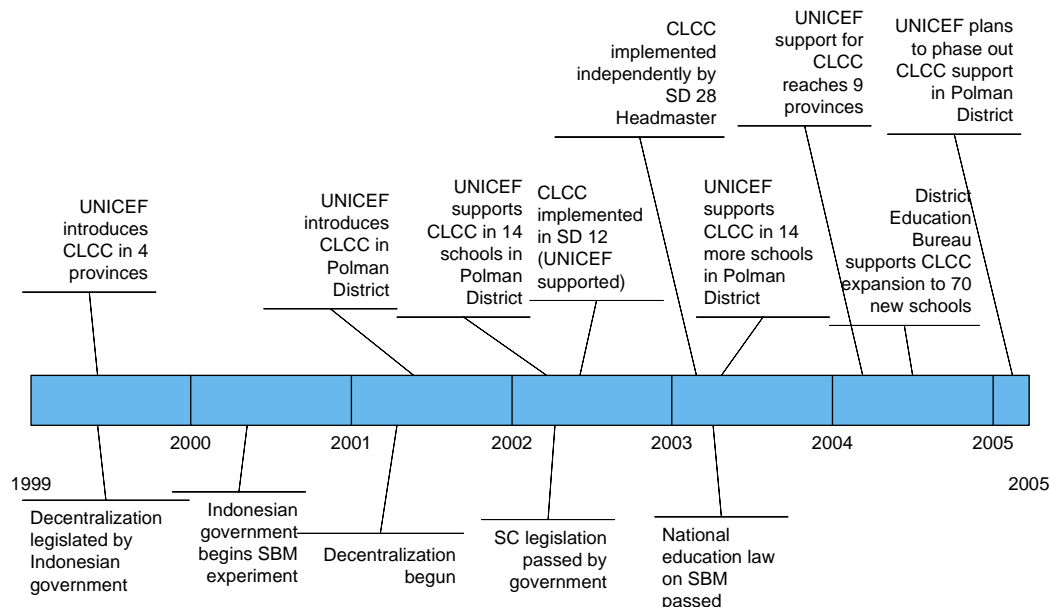 CLCC
implemented
independently by
SD 28
Headmaster
UNICEF
support for
CLCC
reaches 9
provinces
UNICEF plans
to phase out
CLCC support
in Polman
District
UNICEF
introduces
CLCC in 4
provinces
UNICEF
introduces
CLCC in
Polman
District
UNICEF
supports
CLCC in 14
schools in
Polman
District
CLCC
implemented
in SD 12
(UNICEF
supported)
UNICEF
supports
CLCC in 14
more schools
in Polman
District
District
Education
Bureau
supports CLCC
expansion to 70
new schools
2000
2001
2002
2003
2004
2005
1999
2005
Decentralization
legislated by
Indonesian
government
Indonesian
government
begins SBM
experiment
Decentralization
begun
SC legislation
passed by
government
National
education law
on SBM
passed